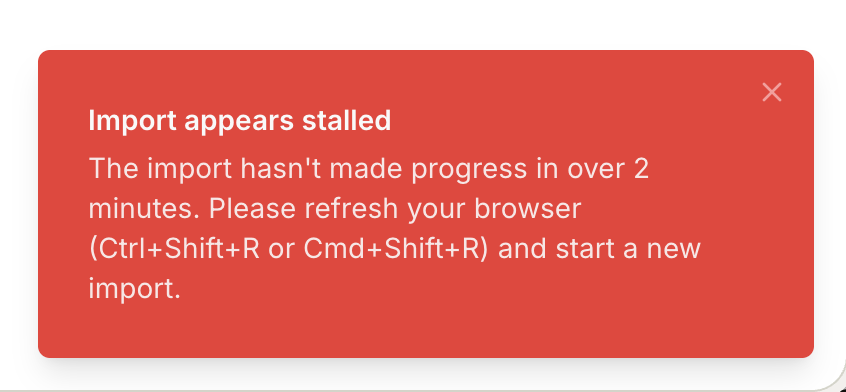 Import appears stalled
The import hasn't made progress in over 2
minutes. Please refresh your browser
(Ctrl+Shift+R or Cmd+Shift+R) and start a new
import.